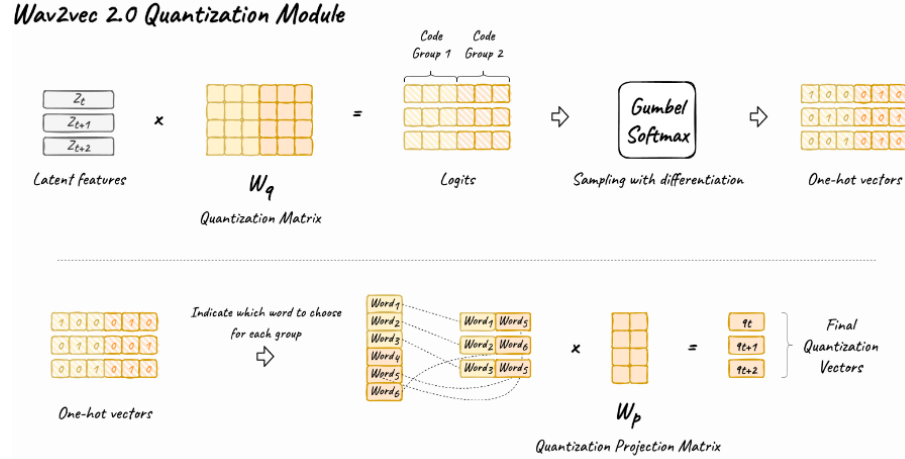 Wav2vec 2.0 Quantization Module
Code Group 1
Code Group 2
Zt
Zt+1
Zt+2
x
=
Gumbel
Softmax
1 0 0 0 1 0
0 1 0 0 0 1
0 0 1 0 1 0
Latent features
Wq
Quantization Matrix
Logits
Sampling with differentiation
One-hot vectors
1 0 0 0 1 0
0 1 0 0 0 1
0 0 1 0 1 0
One-hot vectors
Indicate which word to choose
for each group
Word1
Word2
Word3
Word4
Word5
Word6
Word1 Word5
Word2 Word6
Word3 Word5
x
Wp
Quantization Projection Matrix
=
qt
qt+1
qt+2
Final
Quantization
Vectors